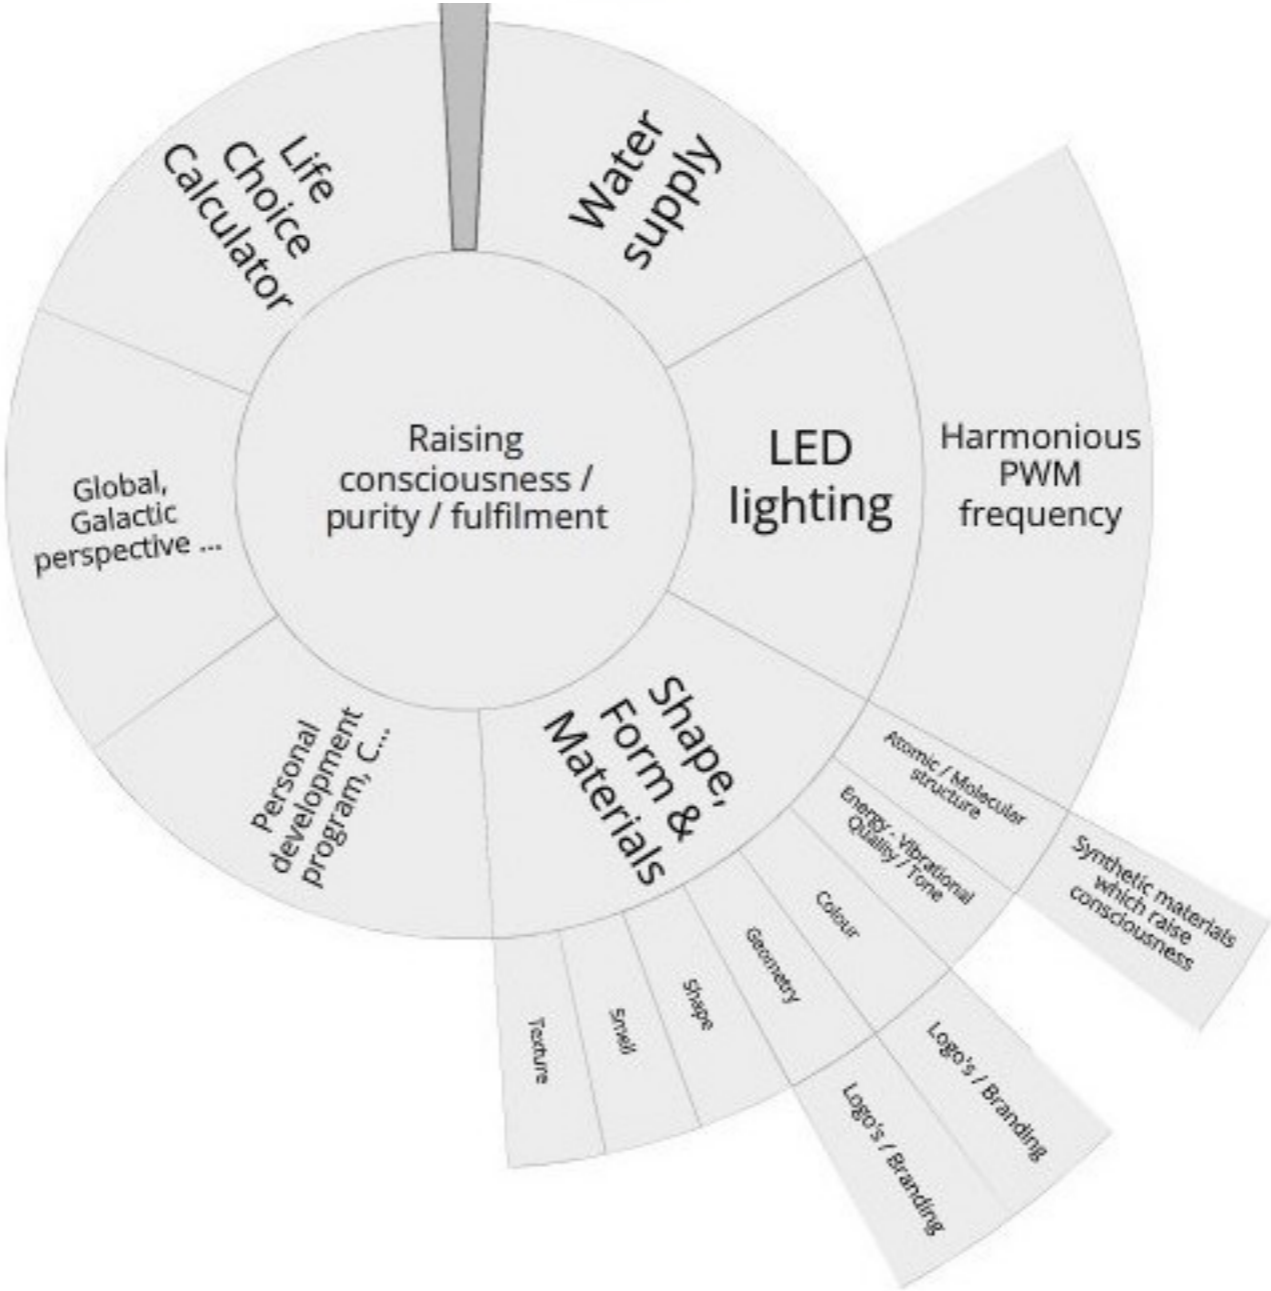 Raising
consciousness /
purity / fulfilment
Water
supply
LED
lighting
Harmonious
PWM
frequency
Shape,
Form &
Materials
Atomic / Molecular
structure
Synthetic materials
which raise
consciousness
Energy - Vibrational
Quality / Tone
Colour
Logo's / Branding
Geometry
Logo's / Branding
Shape
Smell
Texture
Personal
development
program, C...
Global,
Galactic
perspective ...
Life
Choice
Calculator